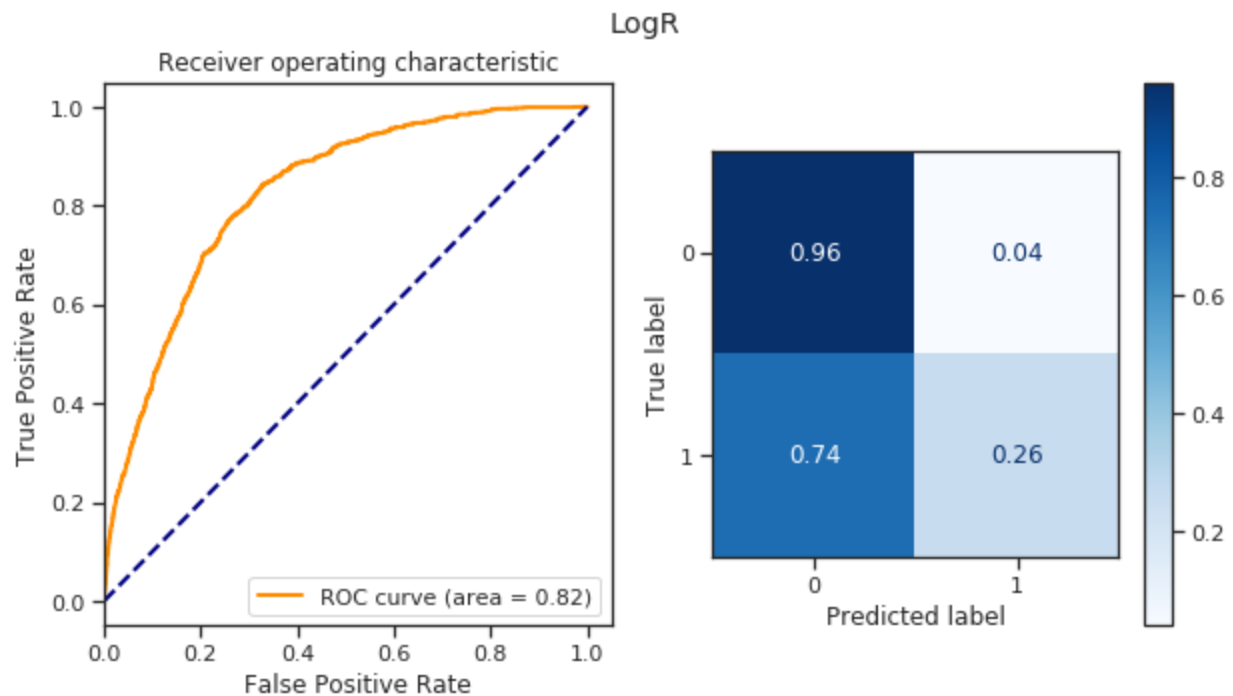 LogR
Receiver operating characteristic
True Positive Rate
1.0
0.8
0.6
0.4
0.2
0.0
ROC curve (area = 0.82)
0.0 0.2 0.4 0.6 0.8 1.0
False Positive Rate
True label
0
1
0.96 0.04
0.74 0.26
0 1
Predicted label
0.8
0.6
0.4
0.2